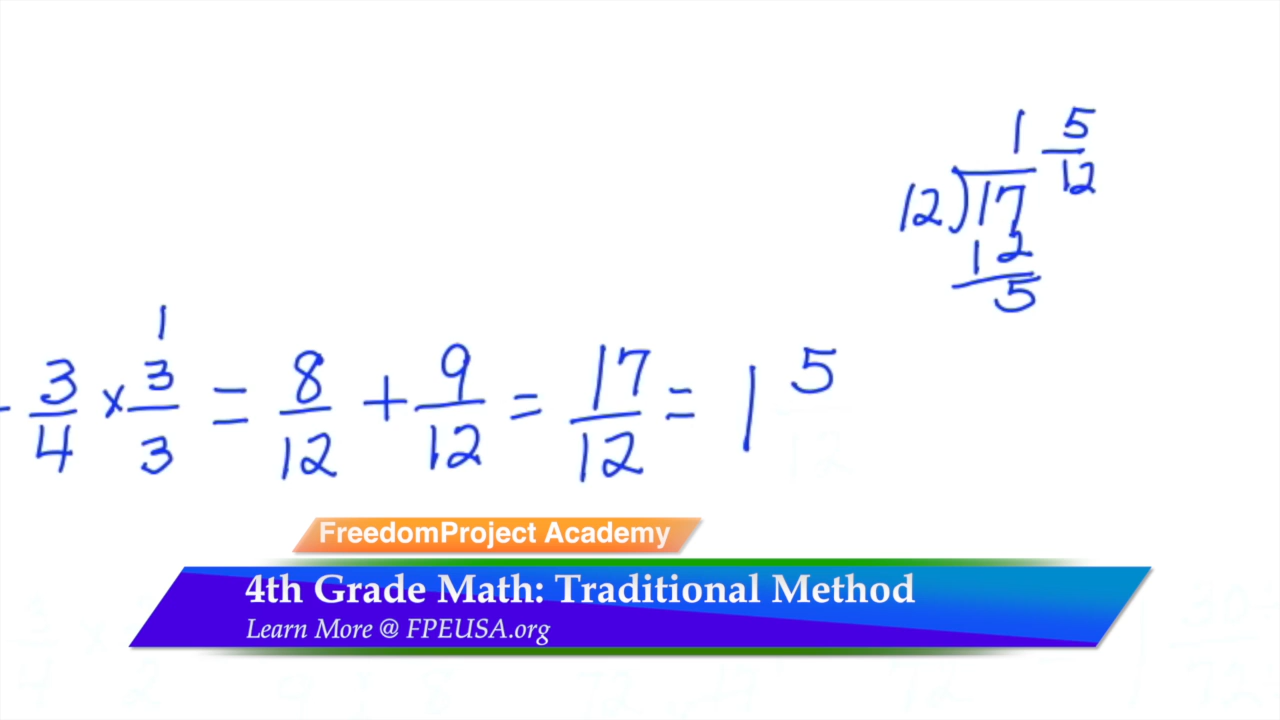 1 5/12
12)17
12
5
1
- 3/4 × 3/3 = 8/12 + 9/12 = 17/12 = 1 5/12
FreedomProject Academy
4th Grade Math: Traditional Method
Learn More @ FPEUSA.org